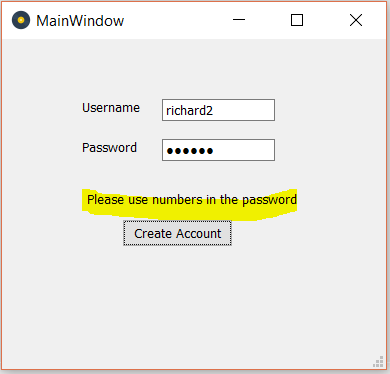 MainWindow
Username richard2
Password ●●●●●●
Please use numbers in the password
Create Account